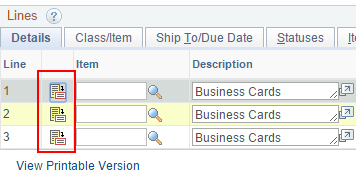 Lines
Details Class/Item Ship To/Due Date Statuses
Line Item Description
1 Business Cards
2 Business Cards
3 Business Cards
View Printable Version